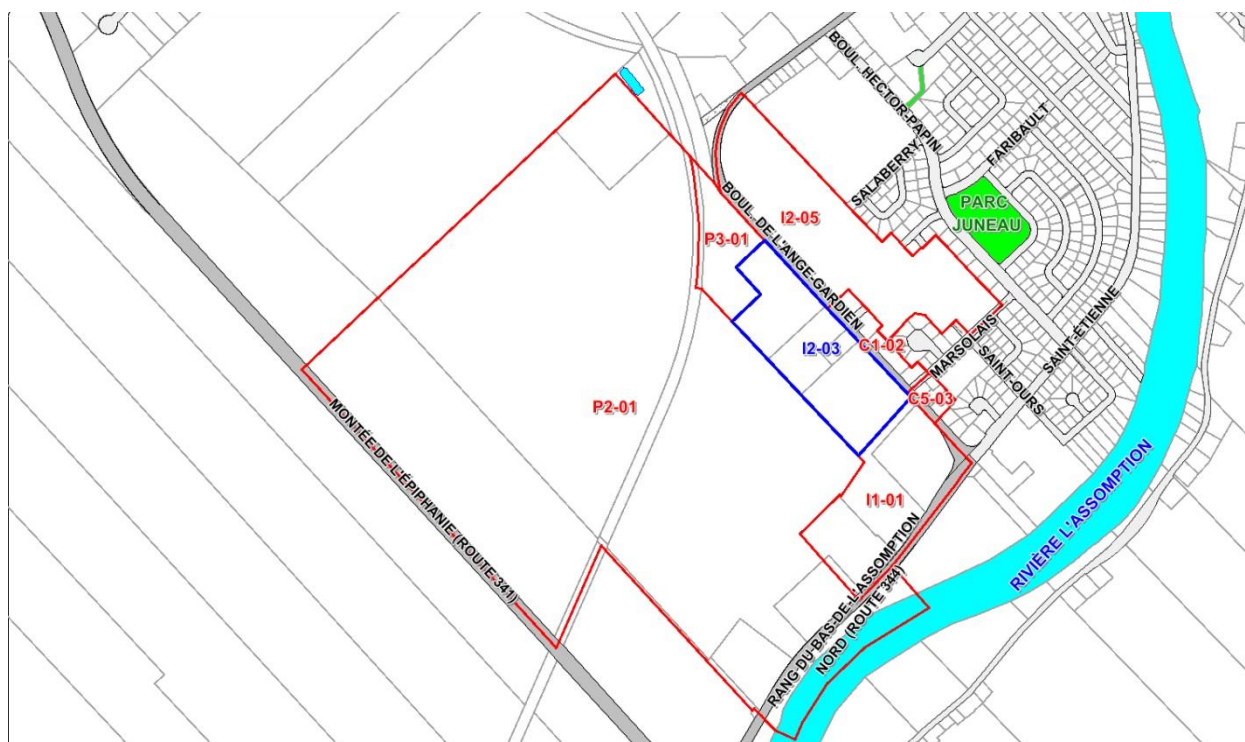 BOUL. HECTOR-PAPIN
FARIBAULT
SALABERRY
PARC
JUNEAU
BOUL. DE L'ANGE-GARDIEN
I2-05
P3-01
I2-03
C1-02
MARSOLAIS
SAINT-OURS
SAINT-ÉTIENNE
C5-03
P2-01
MONTÉE DE L'ÉPIPHANIE (ROUTE 341)
I1-01
RANG DU BAS-DE-L'ASSOMPTION
NORD (ROUTE 344)
RIVIÈRE L'ASSOMPTION